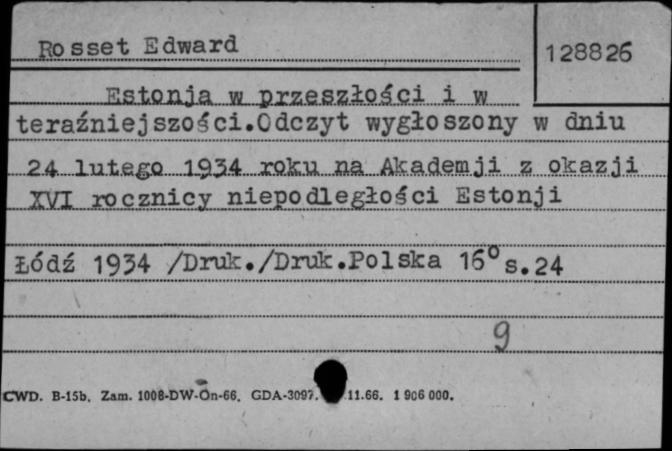 Rosset Edward
128826
Estonja w przeszłości i w
teraźniejszości.Odczyt wygłoszony w dniu
24 lutego 1934 roku na Akademji z okazji
XVI rocznicy niepodległości Estonji
Łódź 1934 /Druk./Druk.Polska 16° s.24
9
CWD. B-15b. Zam. 1008-DW-On-66. GDA-3097. 11.66. 1 906 000.